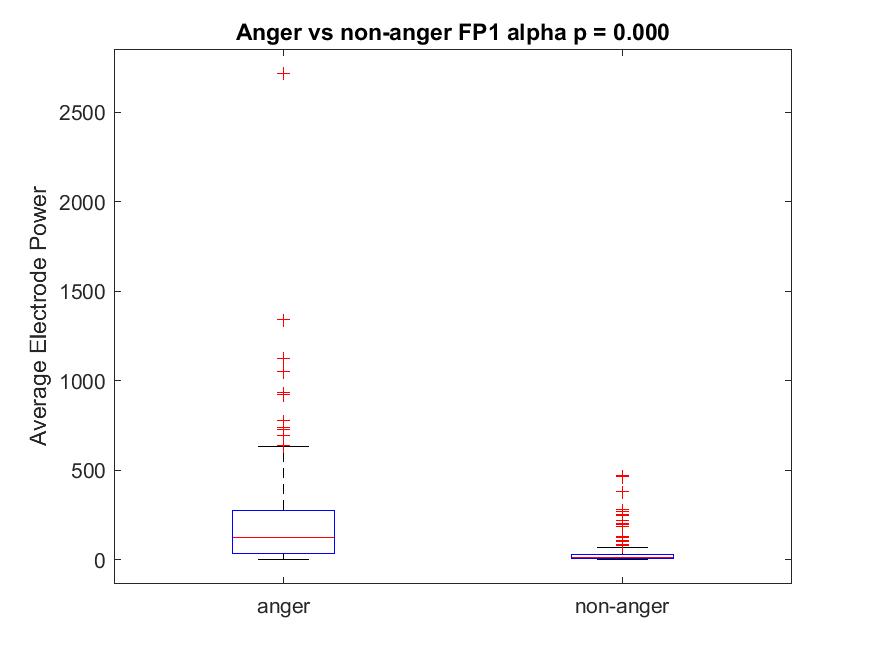 Anger vs non-anger FP1 alpha p = 0.000
Average Electrode Power
2500
2000
1500
1000
500
0
anger
non-anger